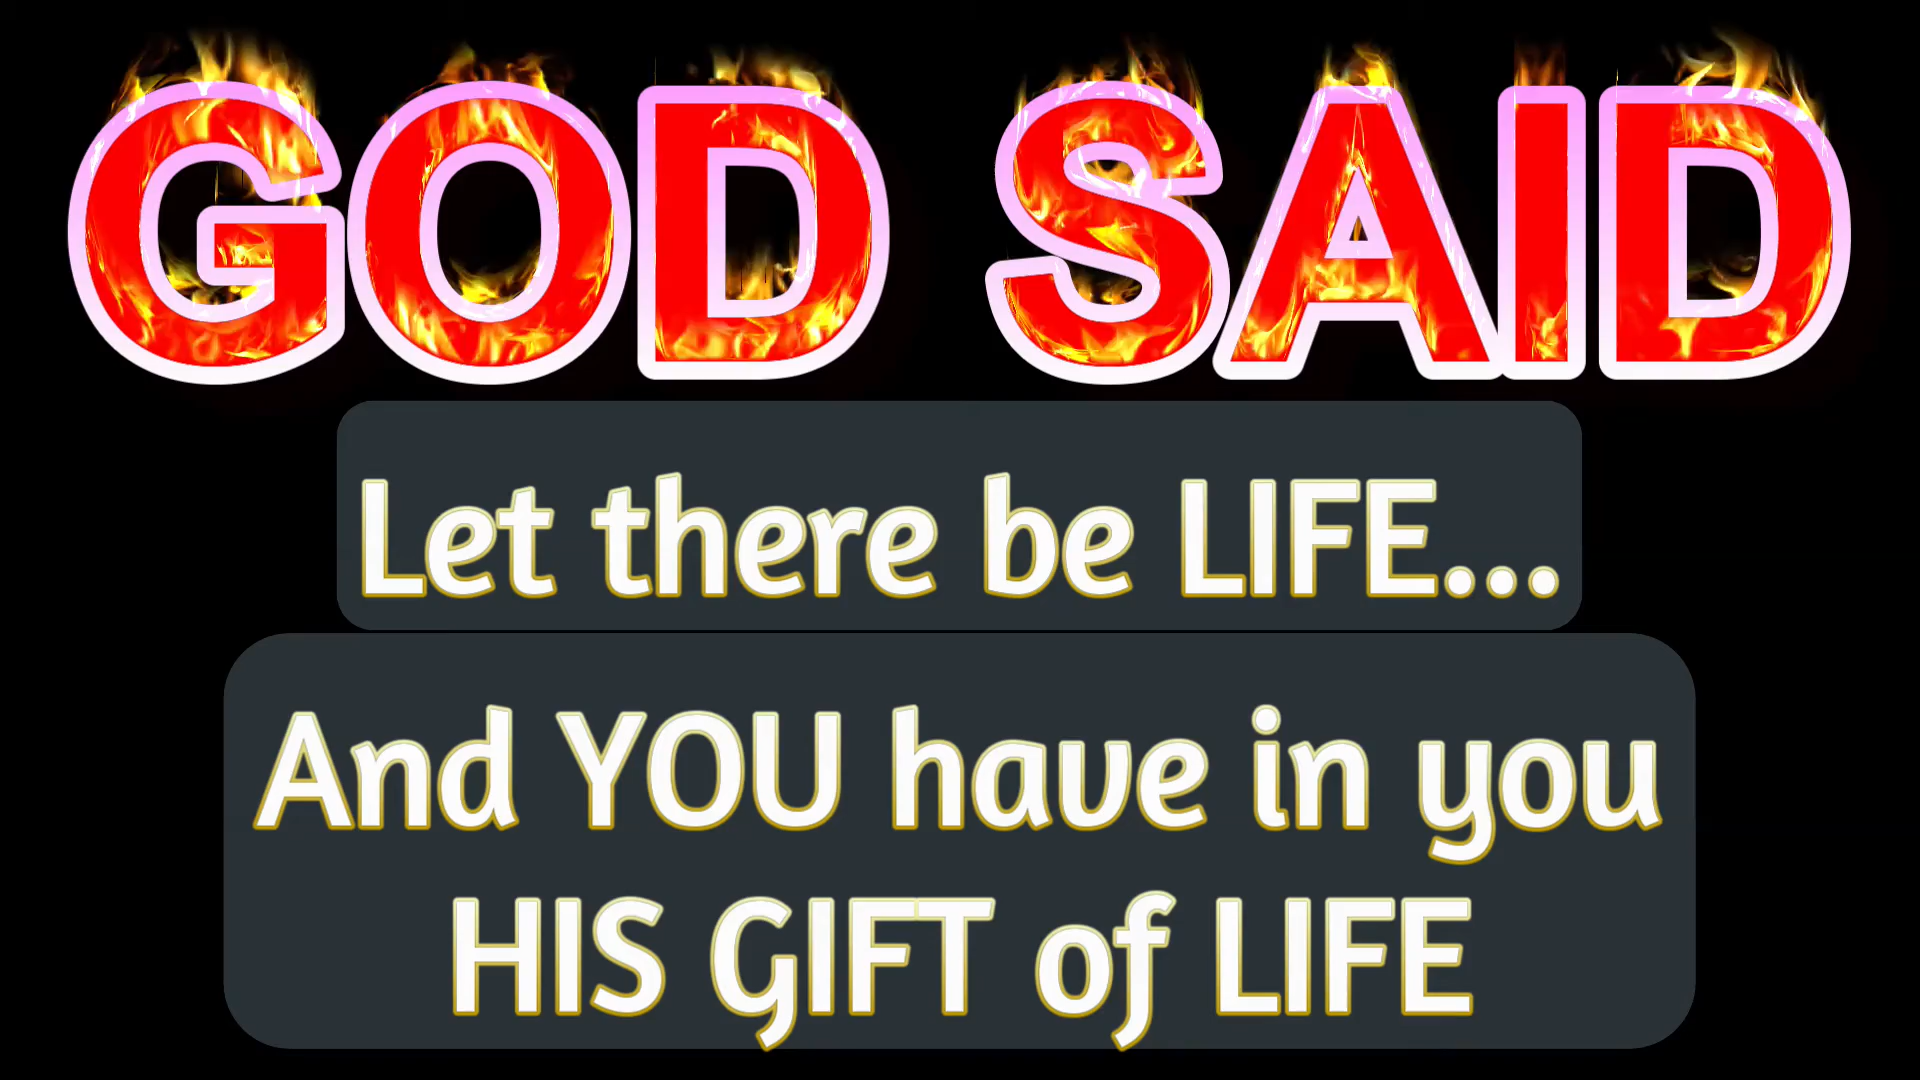 GOD SAID
Let there be LIFE...
And YOU have in you
HIS GIFT of LIFE